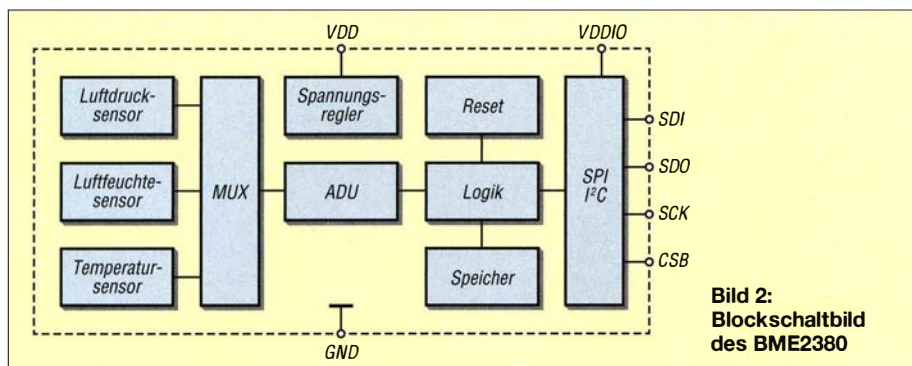 VDD
VDDIO
Luftdruck-
sensor
Spannungs-
regler
Reset
SDI
Luftfeuchte-
sensor
MUX
ADU
Logik
SPI
I²C
SDO
SCK
Temperatur-
sensor
Speicher
CSB
GND
Bild 2:
Blockschaltbild
des BME2380